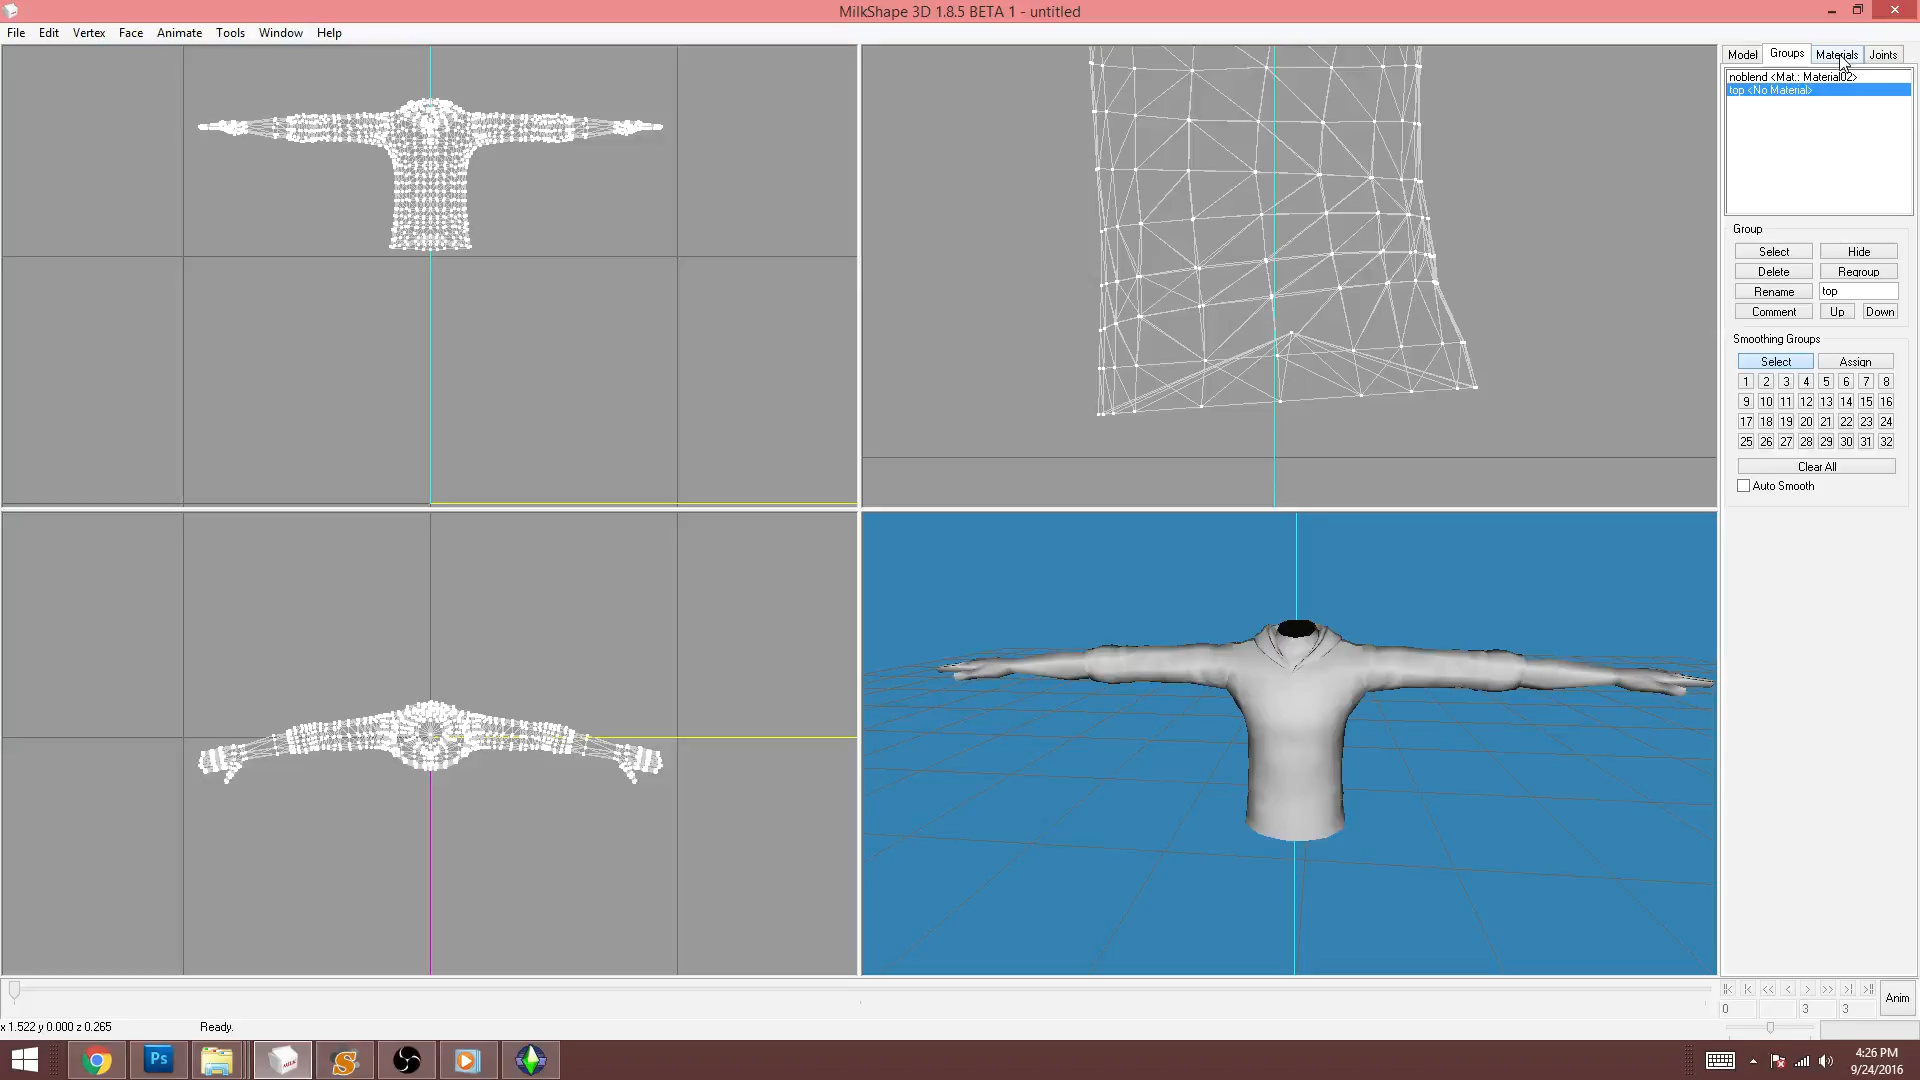 MilkShape 3D 1.8.5 BETA 1 - untitled
File Edit Vertex Face Animate Tools Window Help
Model Groups Materials Joints
noblend <Mat.: Material02>
top <No Material>
Group
Select Hide
Delete Regroup
Rename top
Comment Up Down
Smoothing Groups
Select Assign
1 2 3 4 5 6 7 8
9 10 11 12 13 14 15 16
17 18 19 20 21 22 23 24
25 26 27 28 29 30 31 32
Clear All
Auto Smooth
Anim
0 3 3
x 1.522 y 0.000 z 0.265 Ready.
Ps
4:26 PM
9/24/2016